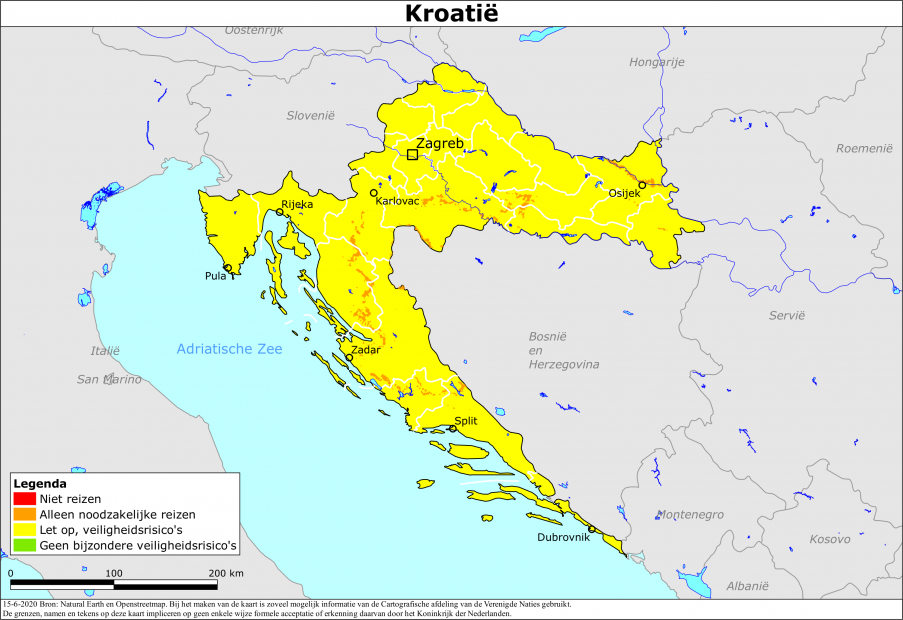 Kroatië
Oostenrijk
Hongarije
Slovenië
Roemenië
Zagreb
Osijek
Karlovac
Rijeka
Pula
Servië
Bosnië
en
Herzegovina
Adriatische Zee
Italië
Zadar
San Marino
Split
Legenda
Niet reizen
Alleen noodzakelijke reizen
Let op, veiligheidsrisico's
Geen bijzondere veiligheidsrisico's
Montenegro
Dubrovnik
Kosovo
Albanië
0 100 200 km
15-6-2020 Bron: Natural Earth en Openstreetmap. Bij het maken van de kaart is zoveel mogelijk informatie van de Cartografische afdeling van de Verenigde Naties gebruikt.
De grenzen, namen en tekens op deze kaart impliceren op geen enkele wijze formele acceptatie of erkenning daarvan door het Koninkrijk der Nederlanden.